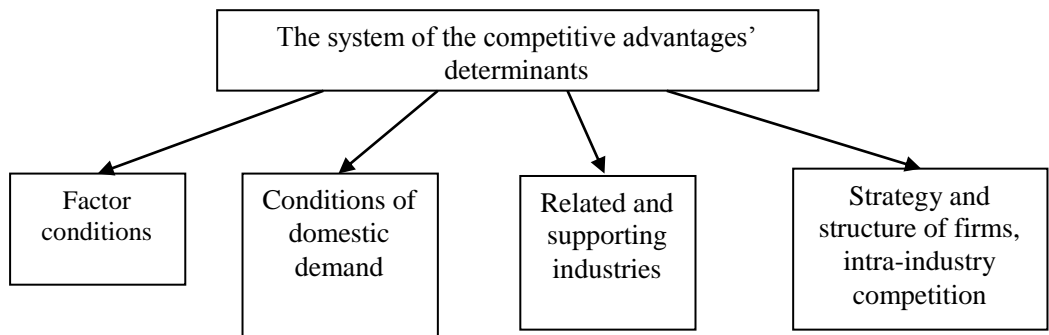 The system of the competitive advantages’
determinants
Factor
conditions
Conditions of
domestic
demand
Related and
supporting
industries
Strategy and
structure of firms,
intra-industry
competition